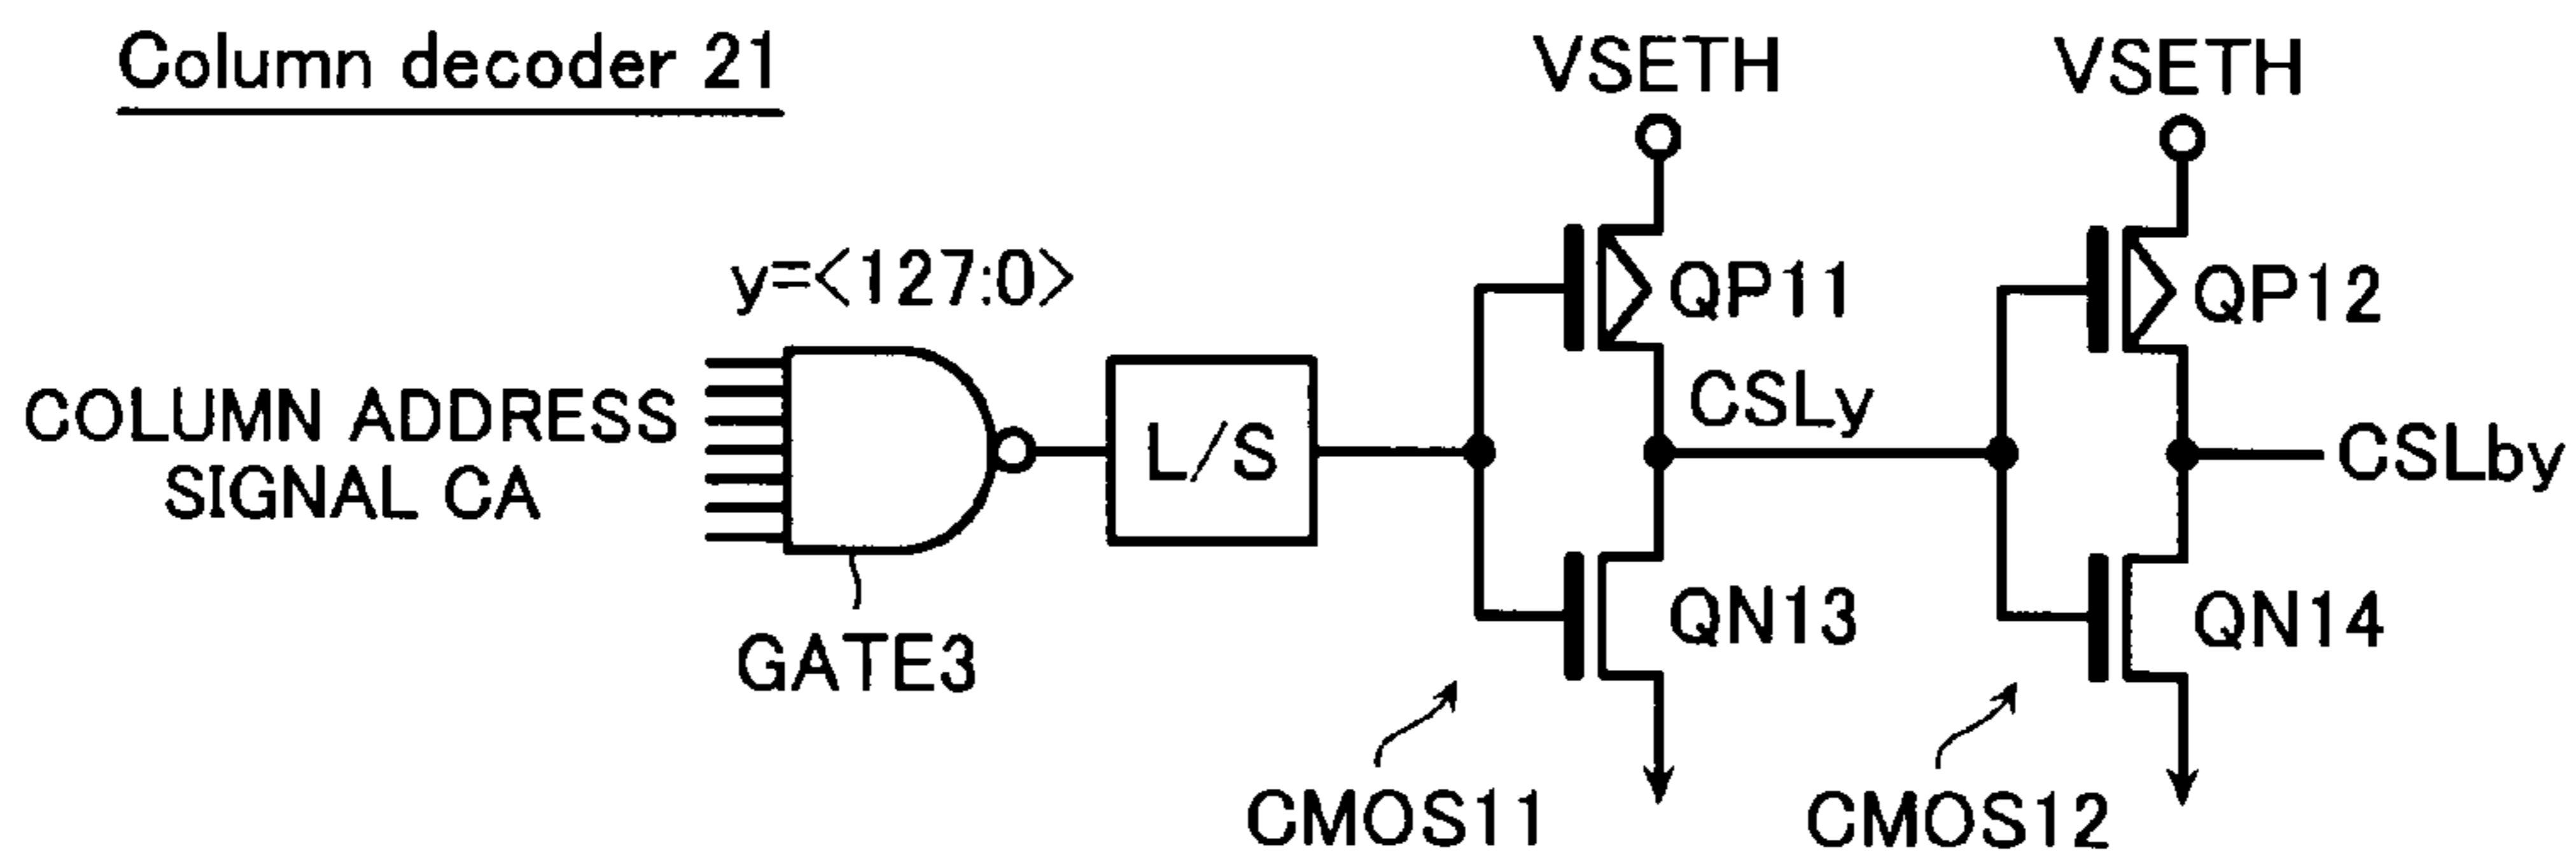 Column decoder 21
VSETH
VSETH
y=<127:0>
QP11
QP12
COLUMN ADDRESS
SIGNAL CA
L/S
CSLy
CSLby
GATE3
QN13
QN14
CMOS11
CMOS12